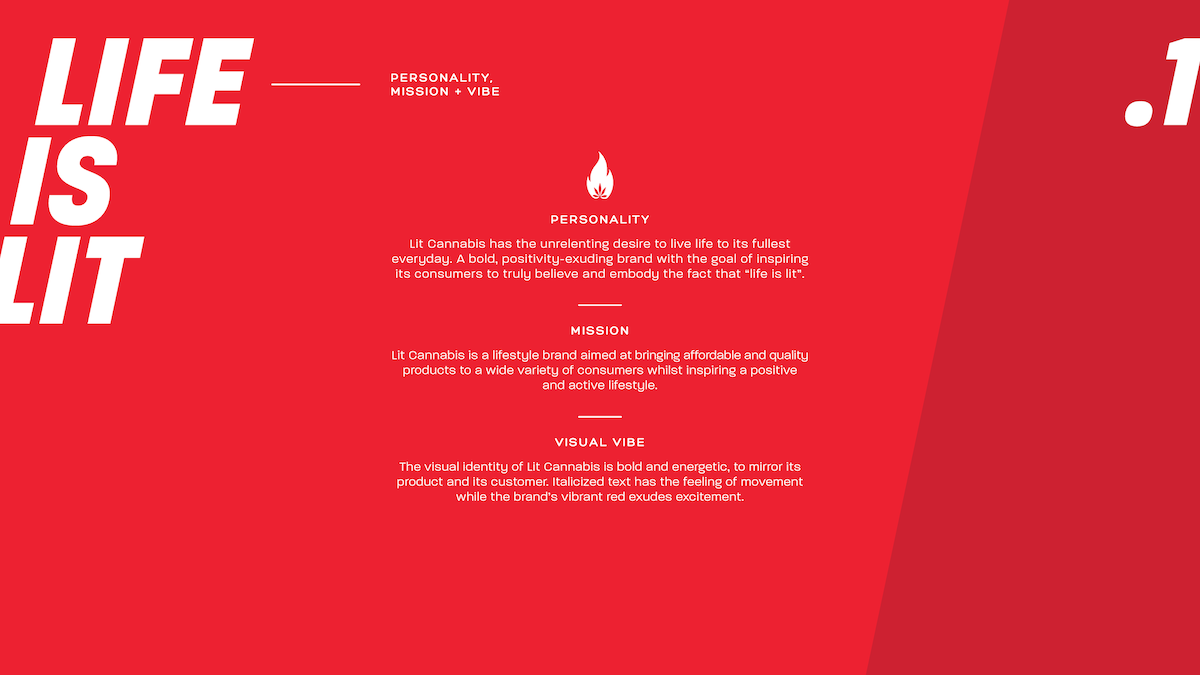 LIFE
IS
LIT
PERSONALITY,
MISSION + VIBE
.1
PERSONALITY
Lit Cannabis has the unrelenting desire to live life to its fullest
everyday. A bold, positivity-exuding brand with the goal of inspiring
its consumers to truly believe and embody the fact that “life is lit”.
MISSION
Lit Cannabis is a lifestyle brand aimed at bringing affordable and quality
products to a wide variety of consumers whilst inspiring a positive
and active lifestyle.
VISUAL VIBE
The visual identity of Lit Cannabis is bold and energetic, to mirror its
product and its customer. Italicized text has the feeling of movement
while the brand’s vibrant red exudes excitement.